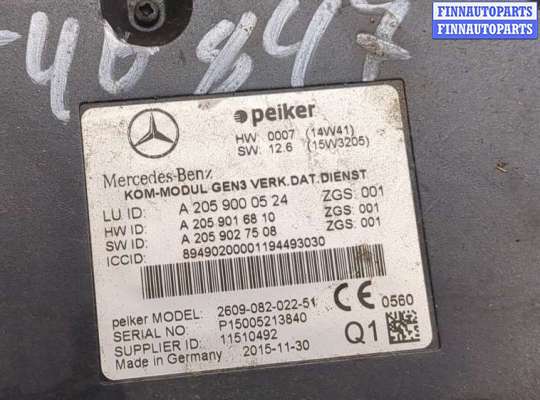 FINNAUTOPARTS
FINNAUTOPARTS
-40 847
peiker
HW 0007 (14W41)
SW: 12.6 (15W3205)
Mercedes-Benz
KOM-MODUL GEN3 VERK.DAT.DIENST
LU ID: A 205 900 05 24 ZGS: 001
HW ID: A 205 901 68 10 ZGS: 001
SW ID: A 205 902 75 08 ZGS: 001
ICCID: 89490200001194493030
peiker MODEL: 2609-082-022-51 CE 0560
SERIAL NO: P15005213840
SUPPLIER ID: 11510492 Q1
Made in Germany 2015-11-30